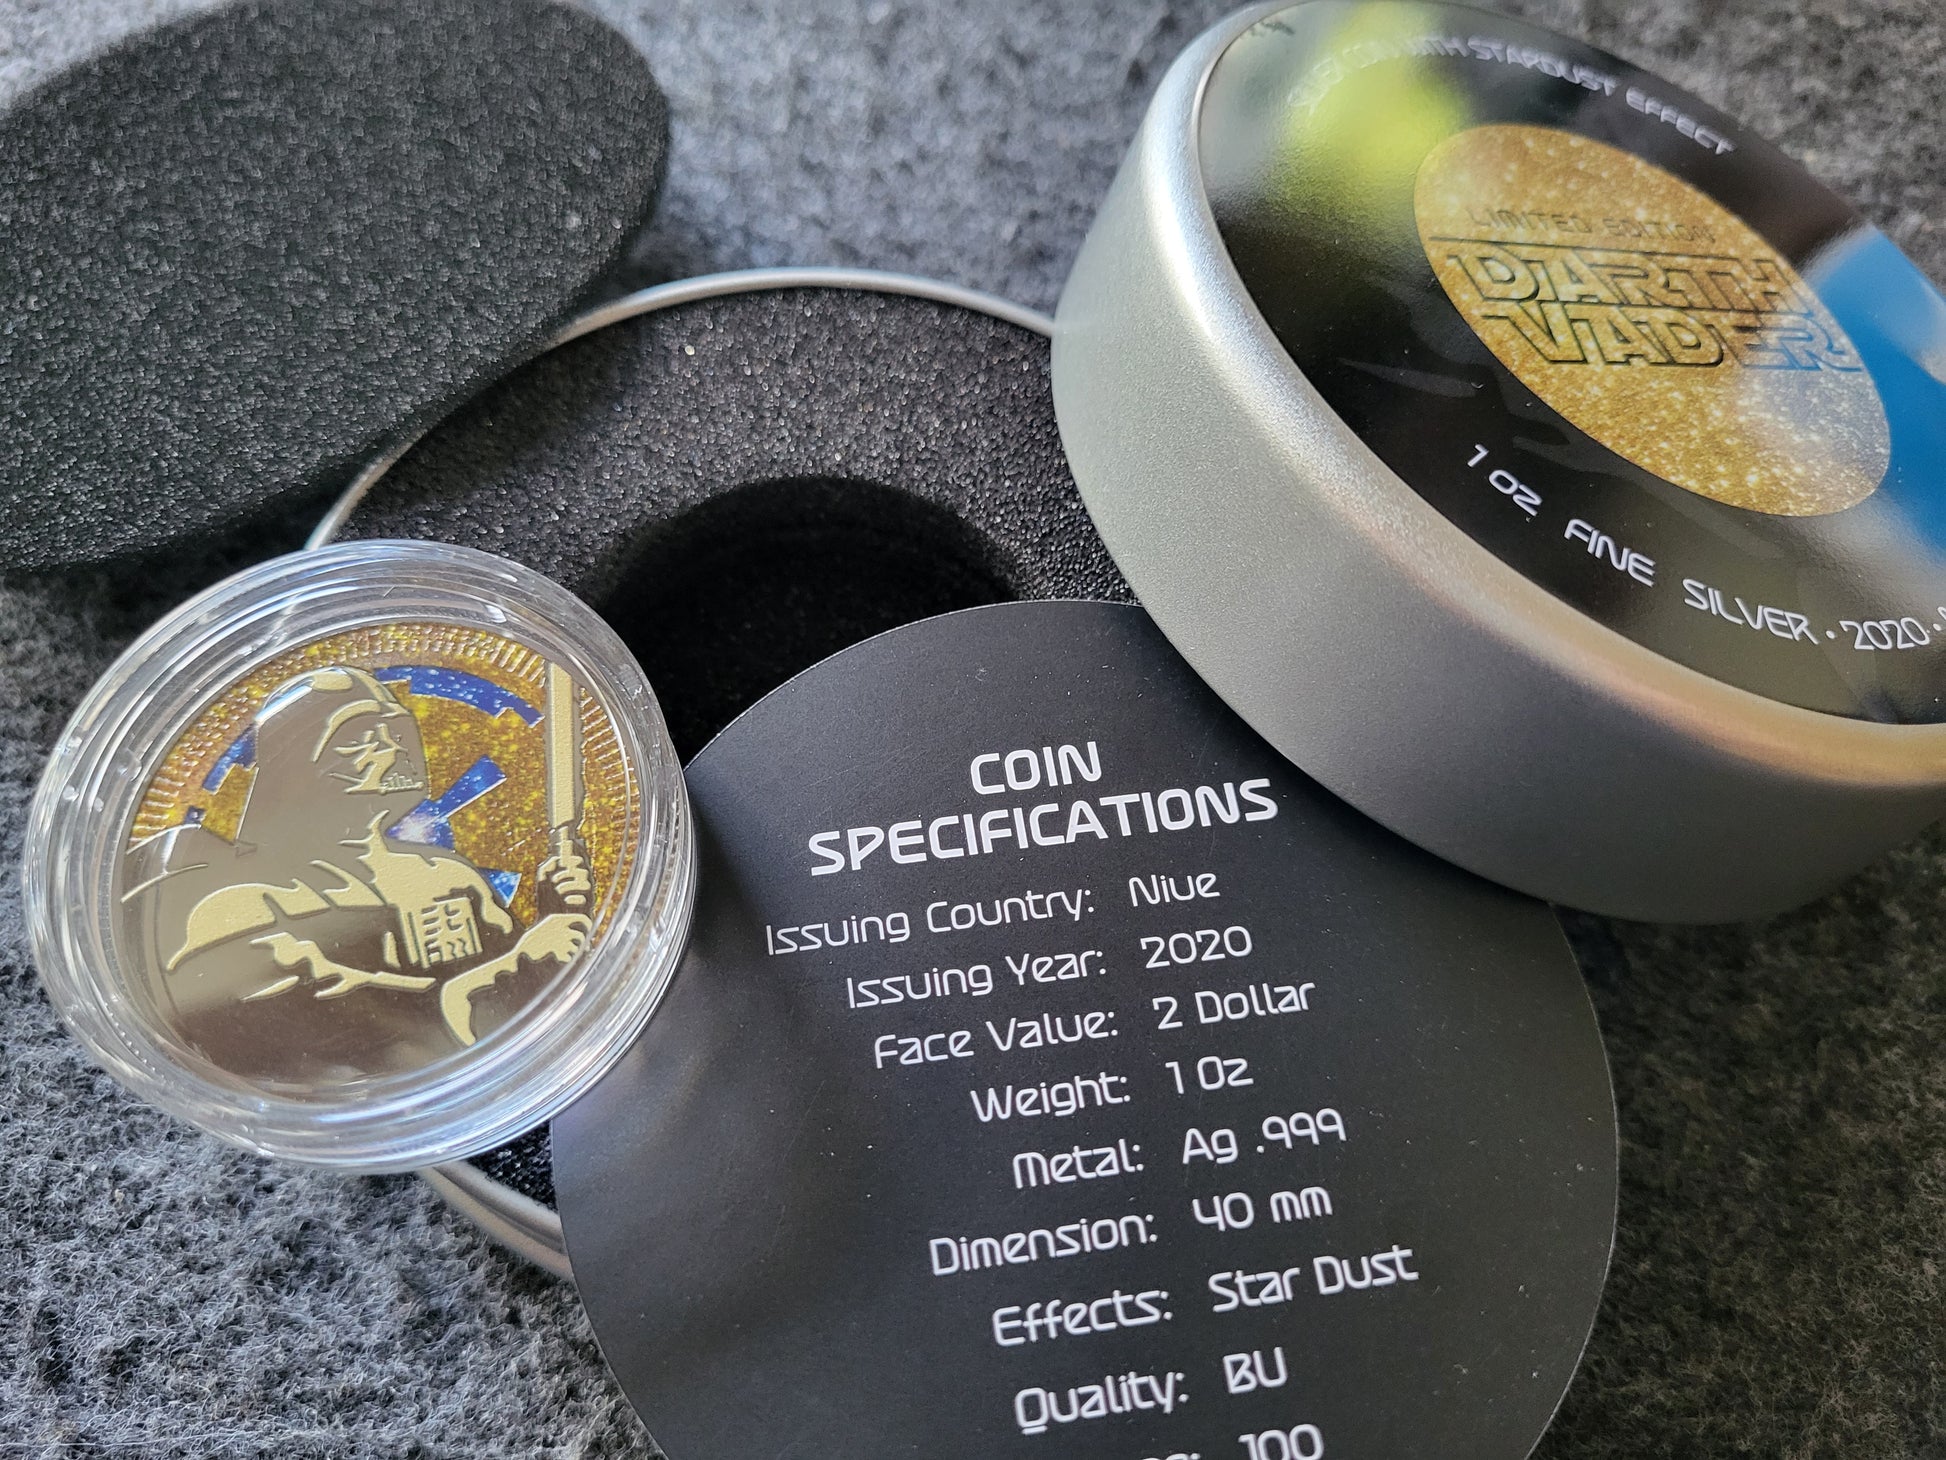 WITH STARDUST EFFECT
LIMITED EDITION
DARTH
VADER
1 OZ FINE SILVER · 2020 ·
COIN
SPECIFICATIONS
Issuing Country: Niue
Issuing Year: 2020
Face Value: 2 Dollar
Weight: 1 Oz
Metal: Ag .999
Dimension: 40 mm
Effects: Star Dust
Quality: BU
100